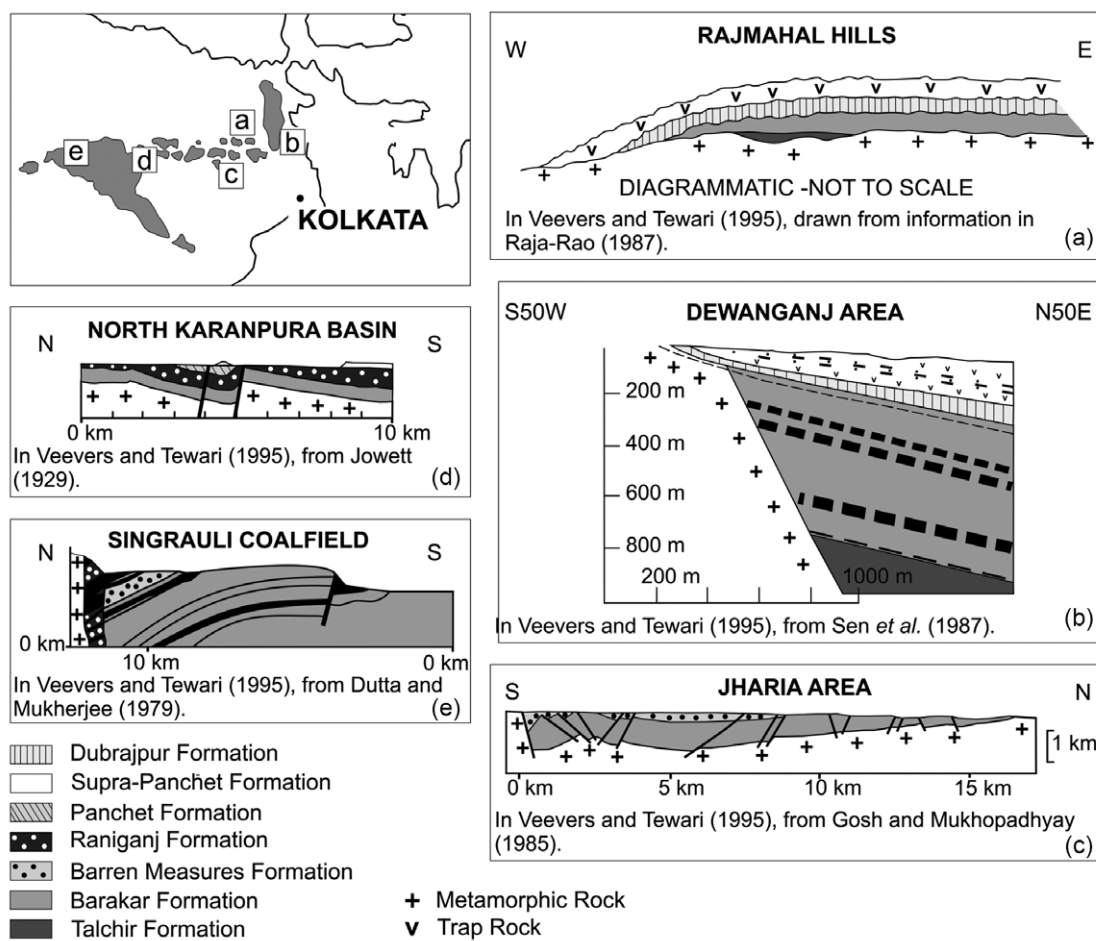 a
b
c
d
e
KOLKATA
RAJMAHAL HILLS
W
E
v v v v v v v v v v
DIAGRAMMATIC -NOT TO SCALE
In Veevers and Tewari (1995), drawn from information in
Raja-Rao (1987).
(a)
NORTH KARANPURA BASIN
N
S
0 km
10 km
In Veevers and Tewari (1995), from Jowett
(1929).
(d)
S50W
DEWANGANJ AREA
N50E
200 m
400 m
600 m
800 m
200 m
1000 m
In Veevers and Tewari (1995), from Sen et al. (1987).
(b)
SINGRAULI COALFIELD
N
S
0 km
10 km
0 km
In Veevers and Tewari (1995), from Dutta and
Mukherjee (1979).
(e)
JHARIA AREA
S
N
1 km
0 km
5 km
10 km
15 km
In Veevers and Tewari (1995), from Gosh and Mukhopadhyay
(1985).
(c)
Dubrajpur Formation
Supra-Panchet Formation
Panchet Formation
Raniganj Formation
Barren Measures Formation
Barakar Formation
Talchir Formation
+ Metamorphic Rock
v Trap Rock